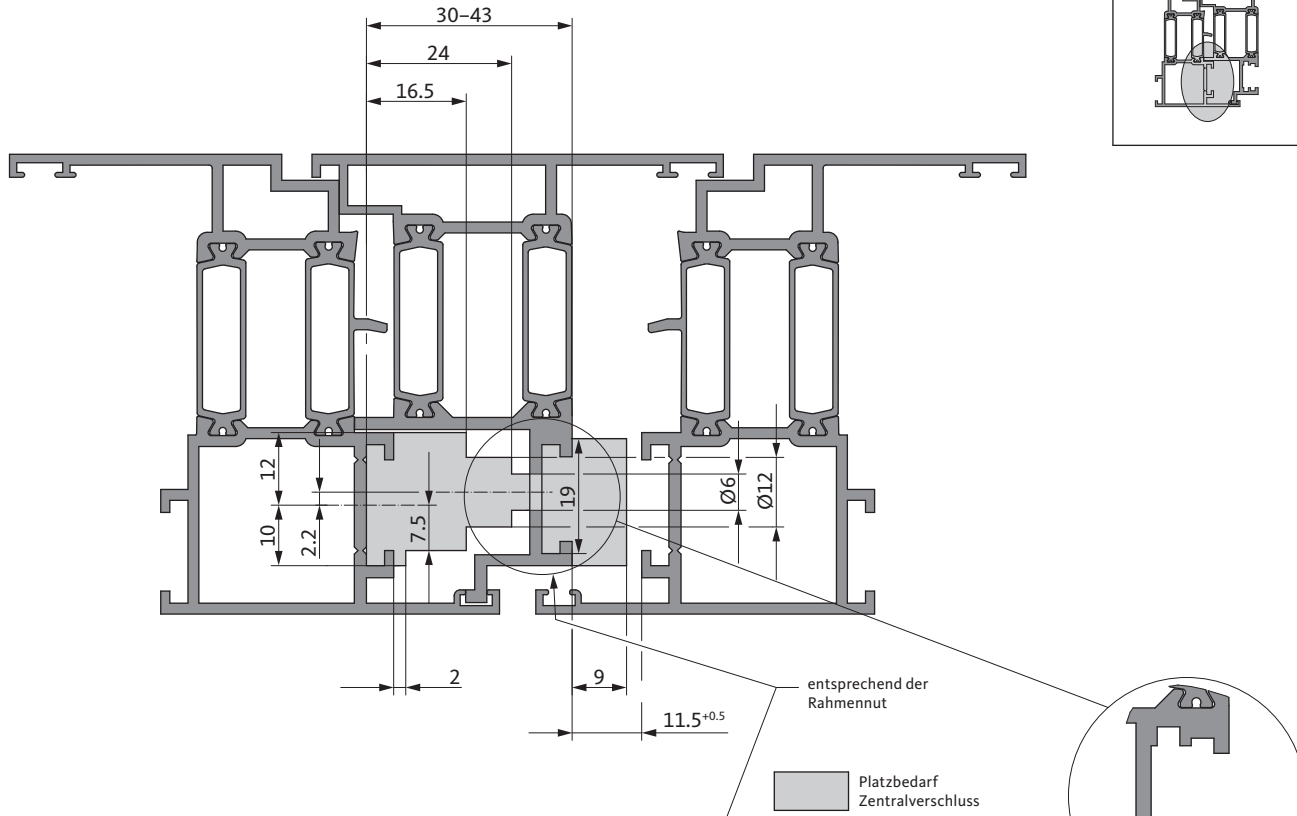 30–43
24
16.5
12
10
2.2
7.5
19
Ø6
Ø12
2
9
11.5+0.5
entsprechend der
Rahmennut
Platzbedarf
Zentralverschluss